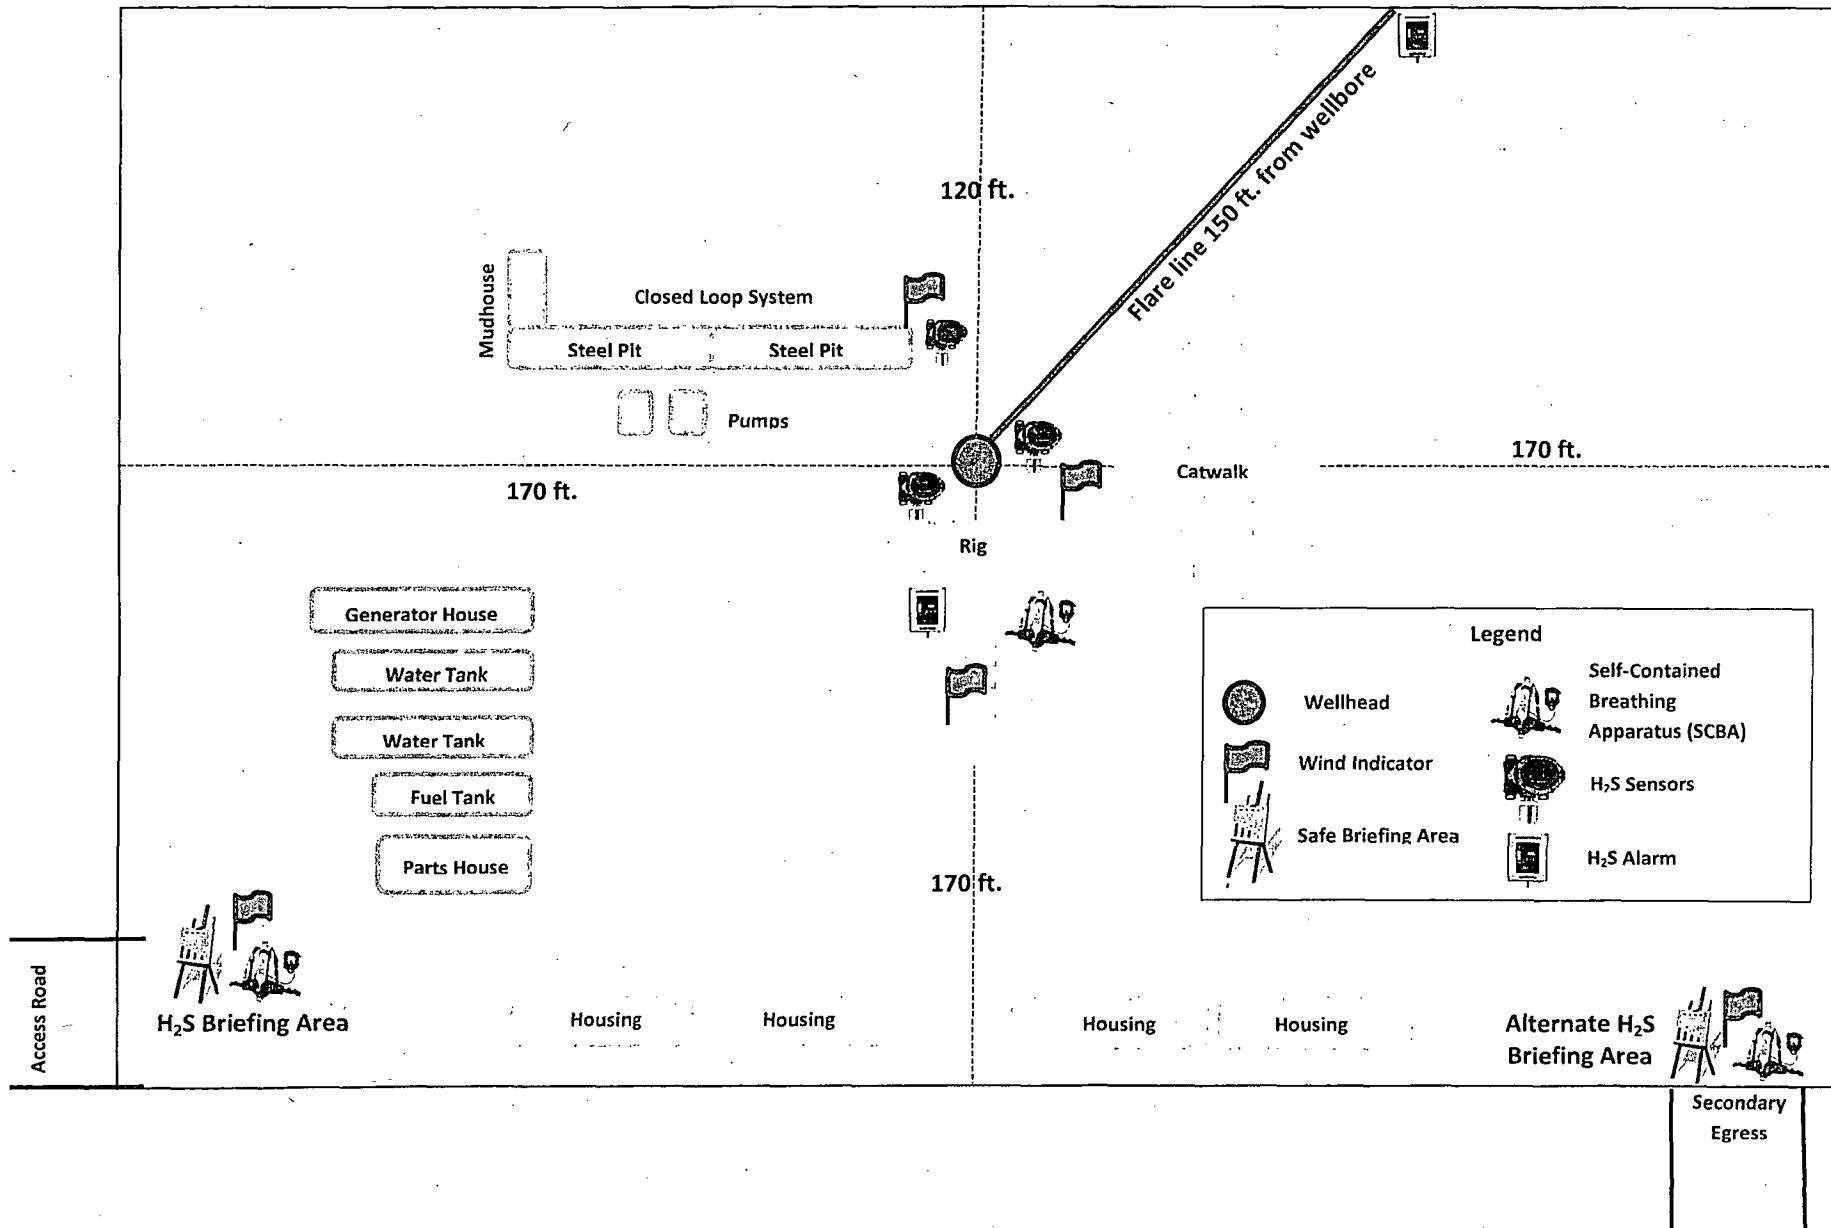 120 ft.
Flare line 150 ft. from wellbore
Mudhouse
Closed Loop System
Steel Pit
Steel Pit
Pumps
170 ft.
Catwalk
170 ft.
Rig
Generator House
Water Tank
Water Tank
Fuel Tank
Parts House
170 ft.
Legend
Wellhead
Wind Indicator
Safe Briefing Area
Self-Contained
Breathing
Apparatus (SCBA)
H₂S Sensors
H₂S Alarm
Access Road
H₂S Briefing Area
Housing
Housing
Housing
Housing
Alternate H₂S
Briefing Area
Secondary
Egress